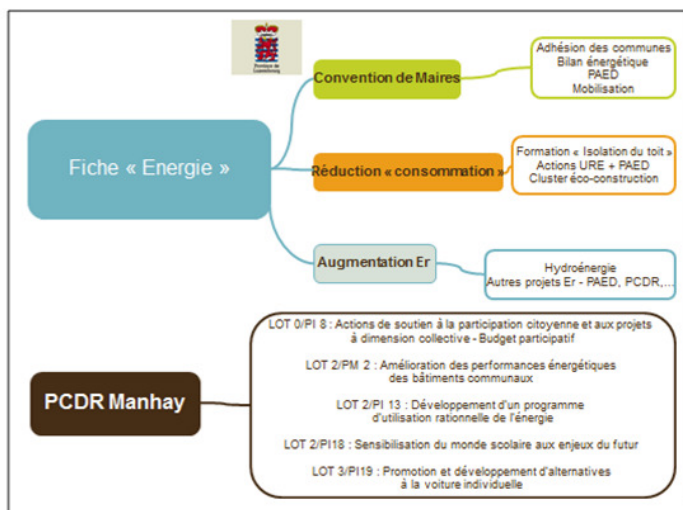 Province de
Luxembourg
Convention de Maires
Adhésion des communes
Bilan énergétique
PAED
Mobilisation
Fiche « Energie »
Réduction « consommation »
Formation « Isolation du toit »
Actions URE + PAED
Cluster éco-construction
Augmentation Er
Hydroénergie
Autres projets Er - PAED, PCDR,...
PCDR Manhay
LOT 0/PI 8 : Actions de soutien à la participation citoyenne et aux projets
à dimension collective - Budget participatif
LOT 2/PM 2 : Amélioration des performances énergétiques
des bâtiments communaux
LOT 2/PI 13 : Développement d'un programme
d'utilisation rationnelle de l'énergie
LOT 2/PI18 : Sensibilisation du monde scolaire aux enjeux du futur
LOT 3/PI19 : Promotion et développement d'alternatives
à la voiture individuelle